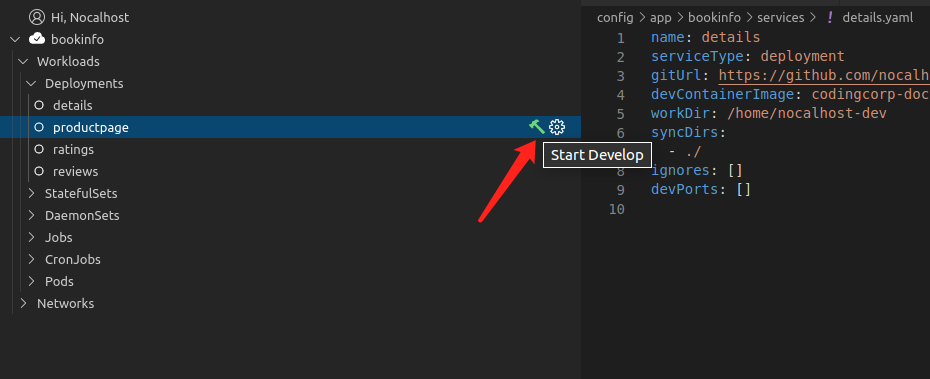 Hi, Nocalhost
bookinfo
Workloads
Deployments
details
productpage
ratings
reviews
StatefulSets
DaemonSets
Jobs
CronJobs
Pods
Networks
Start Develop
config > app > bookinfo > services > ! details.yaml
1 name: details
2 serviceType: deployment
3 gitUrl: https://github.com/nocalh
4 devContainerImage: codingcorp-doc
5 workDir: /home/nocalhost-dev
6 syncDirs:
- ./
8 ignores: []
9 devPorts: []
10